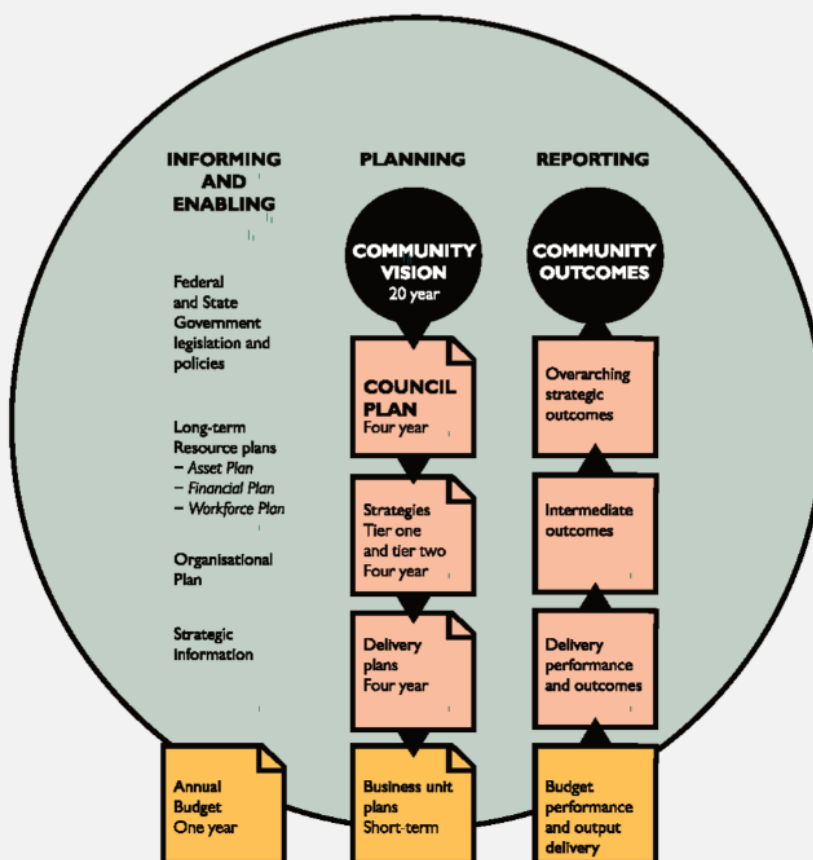 INFORMING
AND
ENABLING
Federal
and State
Government
legislation and
policies
Long-term
Resource plans
– Asset Plan
– Financial Plan
– Workforce Plan
Organisational
Plan
Strategic
Information
Annual
Budget
One year
PLANNING
COMMUNITY
VISION
20 year
COUNCIL
PLAN
Four year
Strategies
Tier one
and tier two
Four year
Delivery
plans
Four year
Business unit
plans
Short-term
REPORTING
COMMUNITY
OUTCOMES
Overarching
strategic
outcomes
Intermediate
outcomes
Delivery
performance
and outcomes
Budget
performance
and output
delivery